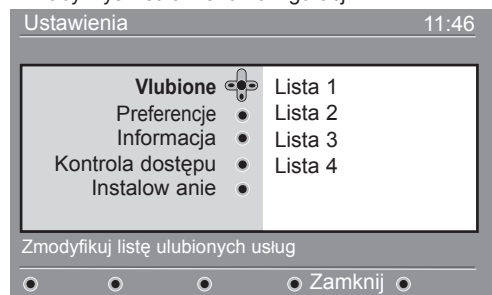 Ustawienia 11:46
Vlubione Lista 1
Preferencje Lista 2
Informacja Lista 3
Kontrola dostępu Lista 4
Instalow anie
Zmodyfikuj listę ulubionych usług
Zamknij